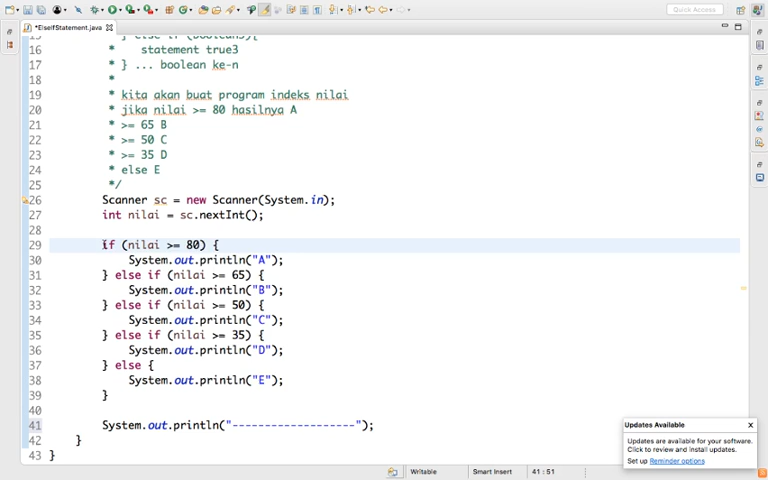 Quick Access
*ElseIfStatement.java
15 * } else if (boolean3){
16 * statement true3
17 * } ... boolean ke-n
18 *
19 * kita akan buat program indeks nilai
20 * jika nilai >= 80 hasilnya A
21 * >= 65 B
22 * >= 50 C
23 * >= 35 D
24 * else E
25 */
26 Scanner sc = new Scanner(System.in);
27 int nilai = sc.nextInt();
28
29 if (nilai >= 80) {
30 System.out.println("A");
31 } else if (nilai >= 65) {
32 System.out.println("B");
33 } else if (nilai >= 50) {
34 System.out.println("C");
35 } else if (nilai >= 35) {
36 System.out.println("D");
37 } else {
38 System.out.println("E");
39 }
40
41 System.out.println("-------------------");
42 }
43 }
Updates Available X
Updates are available for your software.
Click to review and install updates.
Set up Reminder options
Writable Smart Insert 41 : 51